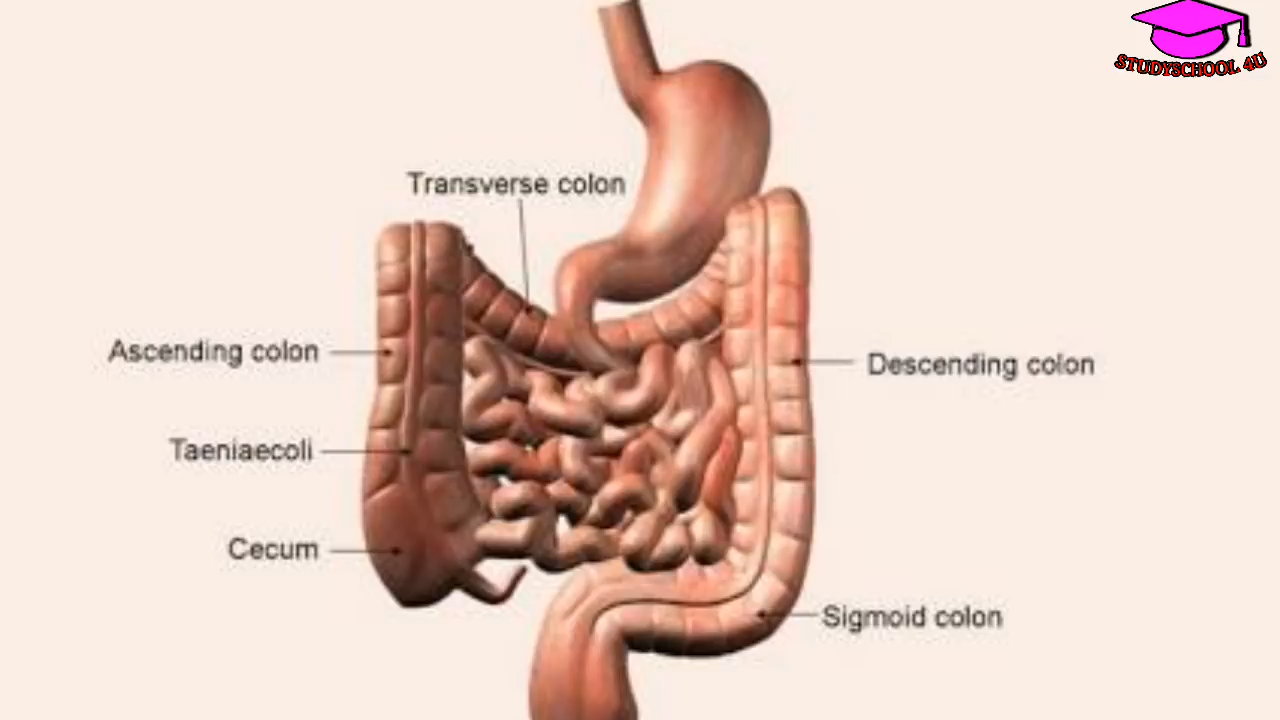 STUDYSCHOOL 4U
Transverse colon
Ascending colon
Descending colon
Taeniaecoli
Cecum
Sigmoid colon